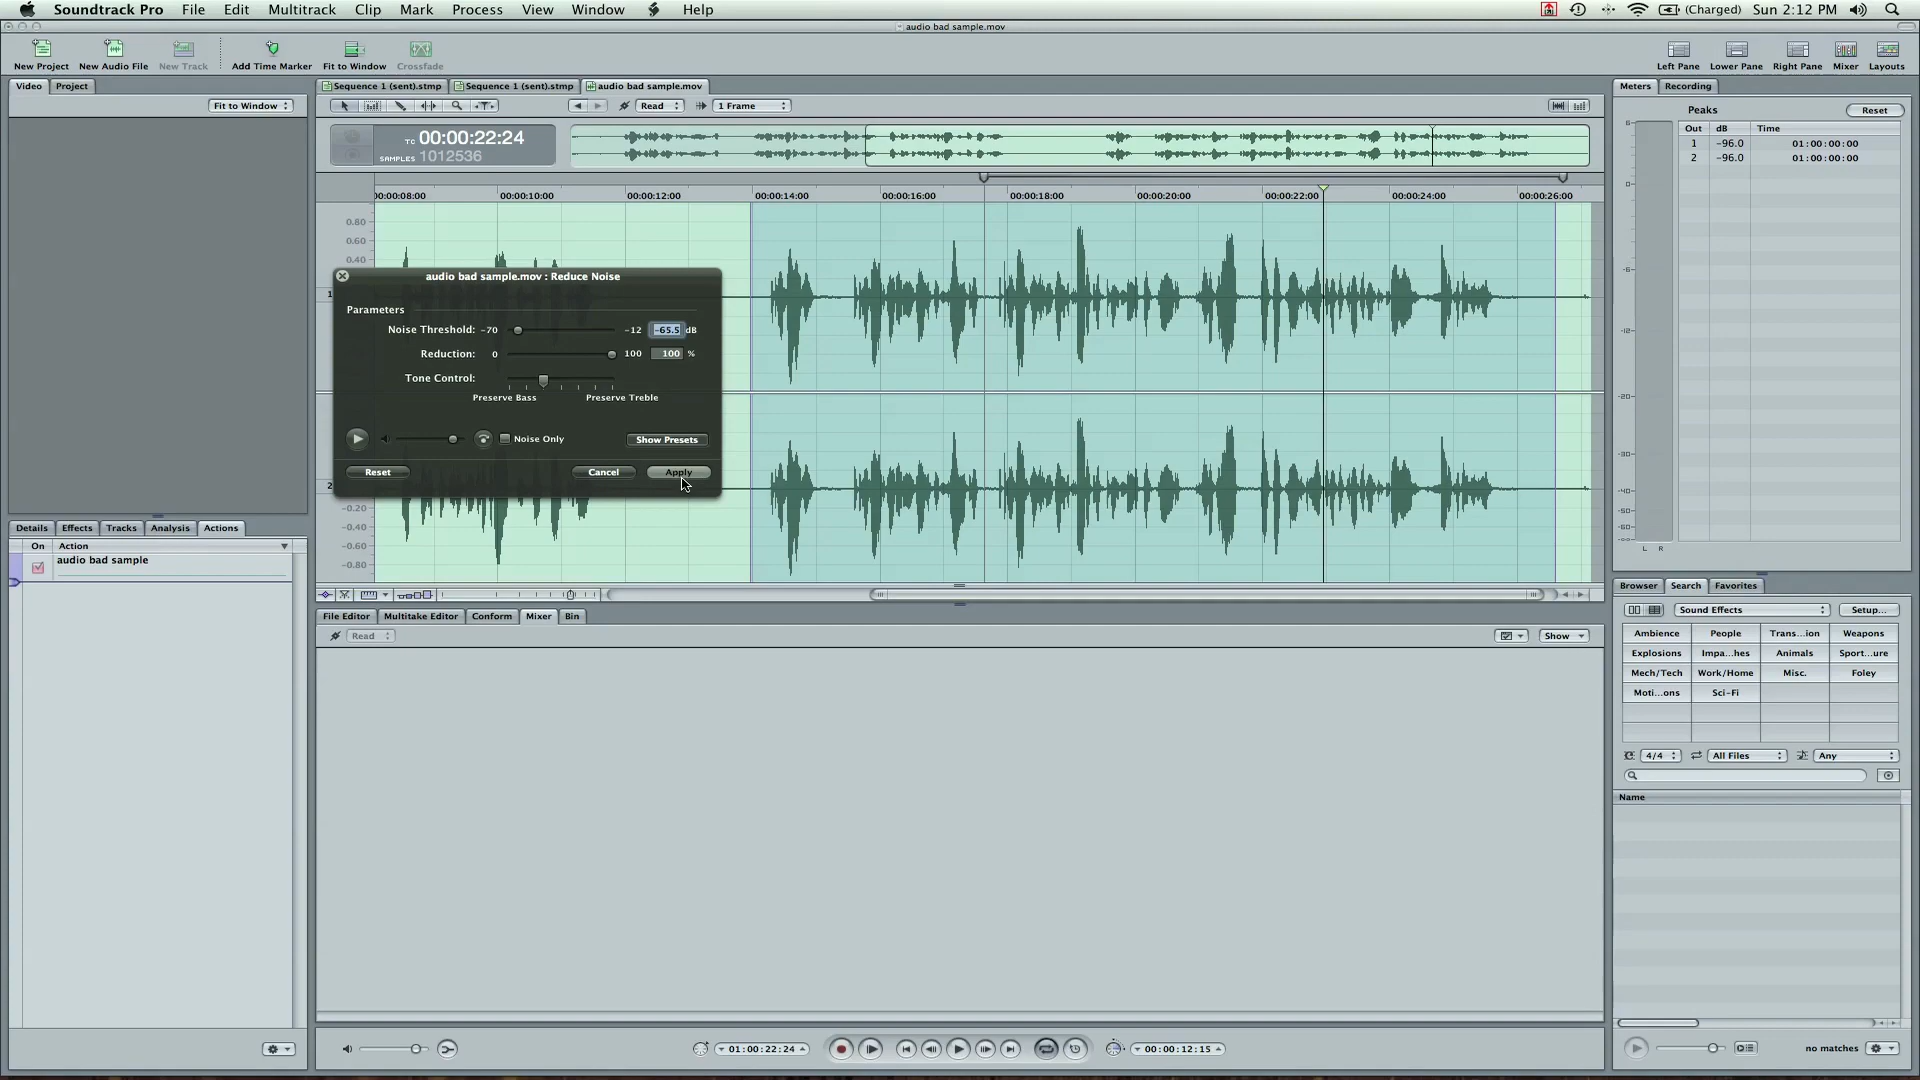 Soundtrack Pro File Edit Multitrack Clip Mark Process View Window Help (Charged) Sun 2:12 PM
audio bad sample.mov
New Project New Audio File New Track Add Time Marker Fit to Window Crossfade Left Pane Lower Pane Right Pane Mixer Layouts
Video Project
Fit to Window
Sequence 1 (sent).stmp Sequence 1 (sent).stmp audio bad sample.mov
Read 1 Frame
TC 00:00:22:24
SAMPLES 1012536
00:00:08:00 00:00:10:00 00:00:12:00 00:00:14:00 00:00:16:00 00:00:18:00 00:00:20:00 00:00:22:00 00:00:24:00 00:00:26:00
0.80
0.60
0.40
1
2
-0.20
-0.40
-0.60
-0.80
audio bad sample.mov : Reduce Noise
Parameters
Noise Threshold: -70 -12 -65.5 dB
Reduction: 0 100 100 %
Tone Control:
Preserve Bass Preserve Treble
Noise Only Show Presets
Reset Cancel Apply
Details Effects Tracks Analysis Actions
On Action
audio bad sample
File Editor Multitake Editor Conform Mixer Bin
Read Show
01:00:22:24 00:00:12:15
Meters Recording
Peaks Reset
Out dB Time
1 -96.0 01:00:00:00
2 -96.0 01:00:00:00
6
0
-6
-12
-20
-30
-40
-50
-60
L R
Browser Search Favorites
Sound Effects Setup...
Ambience People Trans...ion Weapons
Explosions Impa...hes Animals Sport...ure
Mech/Tech Work/Home Misc. Foley
Moti...ons Sci-Fi
4/4 All Files Any
Name
no matches